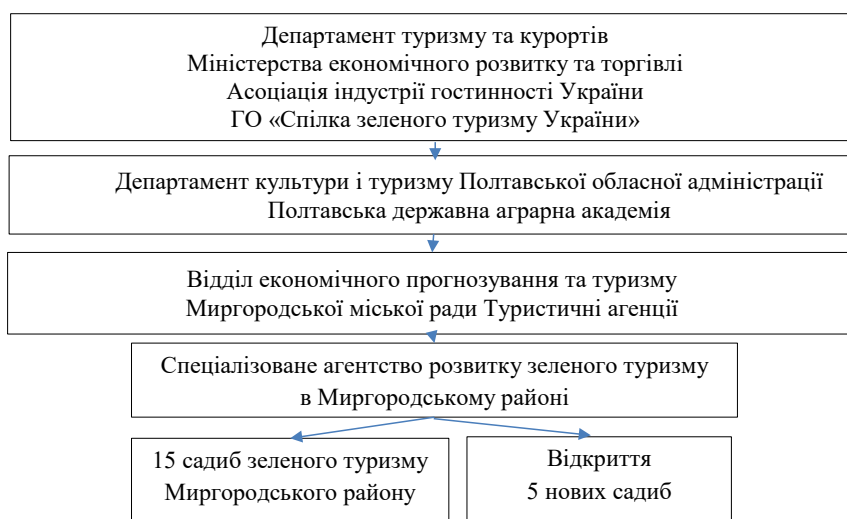 Департамент туризму та курортів
Міністерства економічного розвитку та торгівлі
Асоціація індустрії гостинності України
ГО «Спілка зеленого туризму України»
Департамент культури і туризму Полтавської обласної адміністрації
Полтавська державна аграрна академія
Відділ економічного прогнозування та туризму
Миргородської міської ради Туристичні агенції
Спеціалізоване агентство розвитку зеленого туризму
в Миргородському районі
15 садиб зеленого туризму
Миргородського району
Відкриття
5 нових садиб